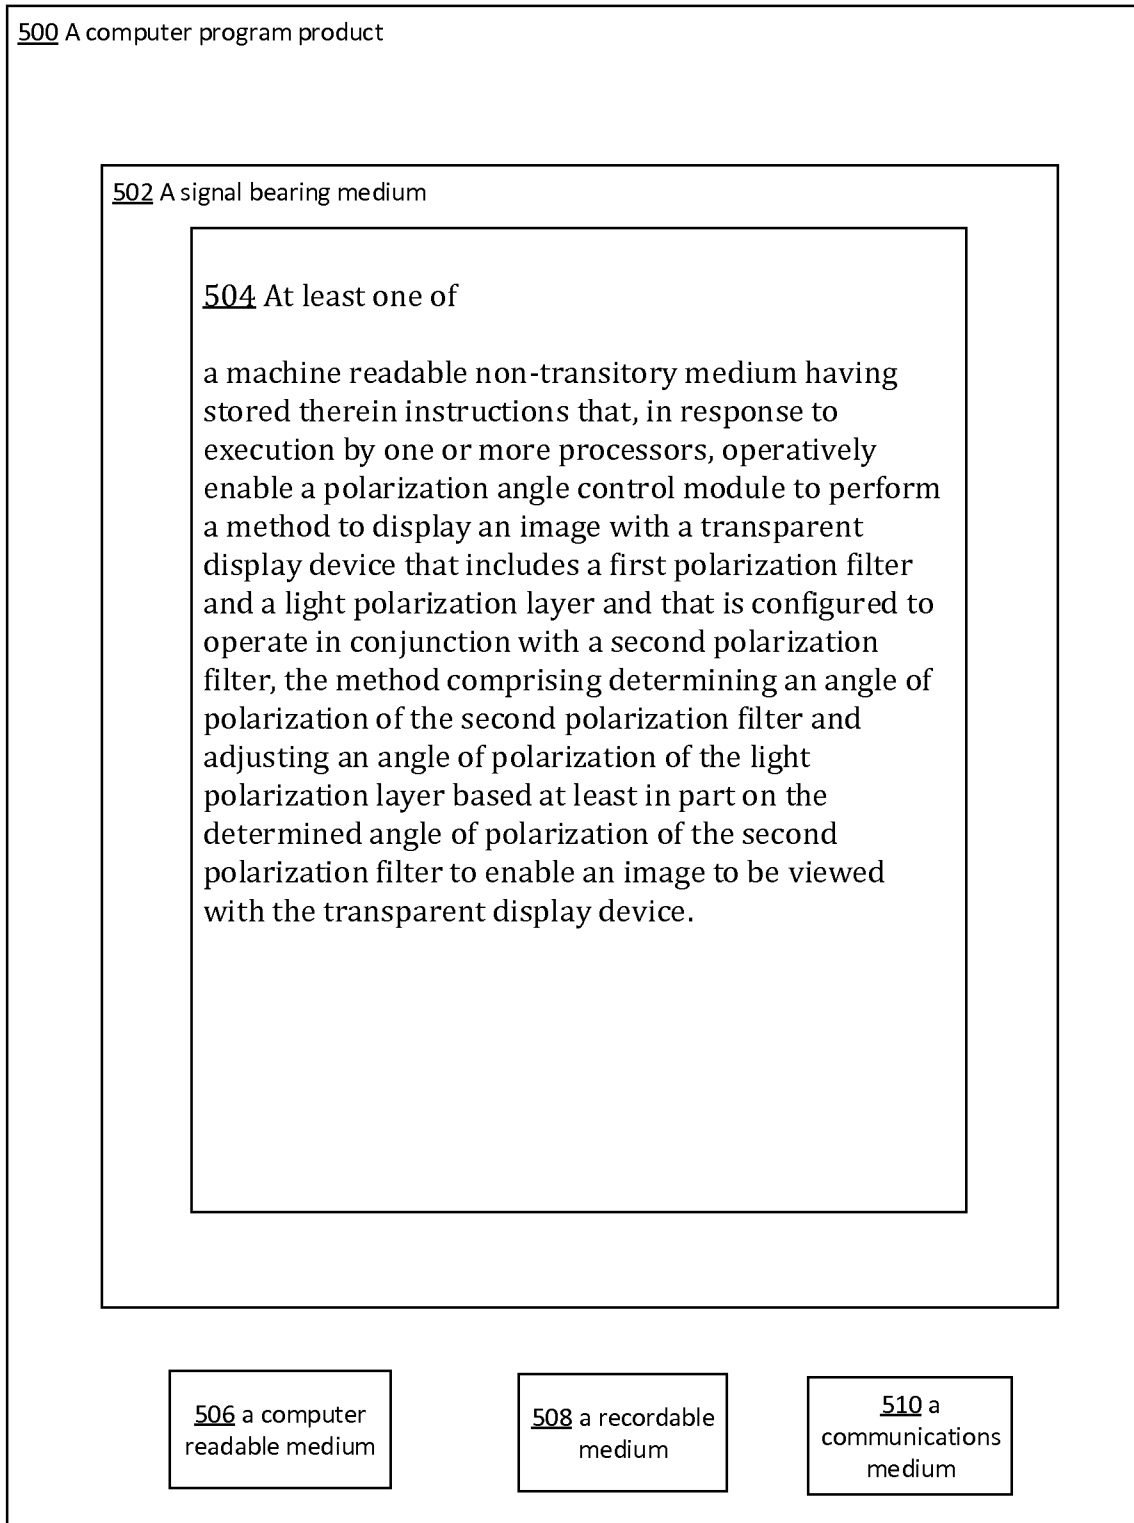 500 A computer program product
502 A signal bearing medium
504 At least one of
a machine readable non-transitory medium having
stored therein instructions that, in response to
execution by one or more processors, operatively
enable a polarization angle control module to perform
a method to display an image with a transparent
display device that includes a first polarization filter
and a light polarization layer and that is configured to
operate in conjunction with a second polarization
filter, the method comprising determining an angle of
polarization of the second polarization filter and
adjusting an angle of polarization of the light
polarization layer based at least in part on the
determined angle of polarization of the second
polarization filter to enable an image to be viewed
with the transparent display device.
506 a computer
readable medium
508 a recordable
medium
510 a
communications
medium